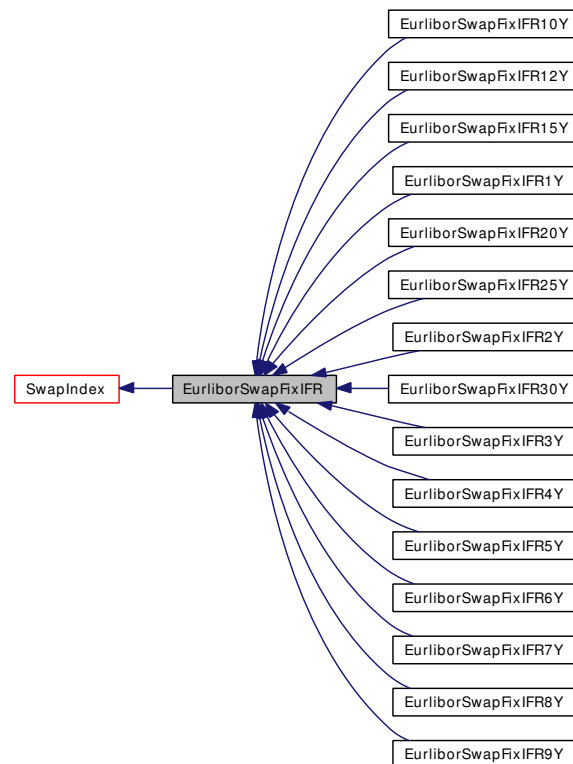 EurliborSwapFixIFR10Y
EurliborSwapFixIFR12Y
EurliborSwapFixIFR15Y
EurliborSwapFixIFR1Y
EurliborSwapFixIFR20Y
EurliborSwapFixIFR25Y
EurliborSwapFixIFR2Y
SwapIndex
EurliborSwapFixIFR
EurliborSwapFixIFR30Y
EurliborSwapFixIFR3Y
EurliborSwapFixIFR4Y
EurliborSwapFixIFR5Y
EurliborSwapFixIFR6Y
EurliborSwapFixIFR7Y
EurliborSwapFixIFR8Y
EurliborSwapFixIFR9Y